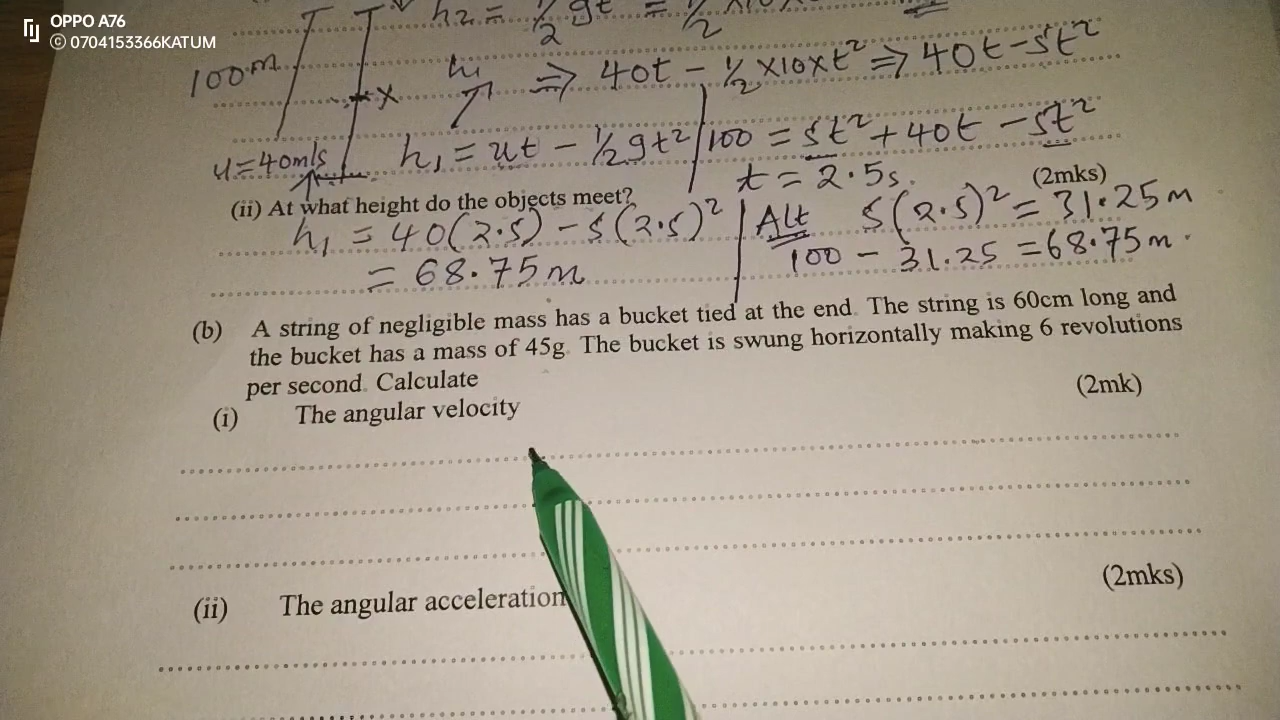 OPPO A76
© 0704153366KATUM
h2 = 1/2 gt = 1/2
100m
h1 ⇒ 40t - 1/2 x10xt² ⇒ 40t - 5t²
x
u = 40m/s
h1 = ut - 1/2gt² | 100 = 5t² + 40t - 5t²
t = 2.5s.
(ii) At what height do the objects meet? (2mks)
h1 = 40(2.5) - 5(2.5)² | Alt 5(2.5)² = 31.25m
= 68.75m 100 - 31.25 = 68.75m.
(b) A string of negligible mass has a bucket tied at the end. The string is 60cm long and
the bucket has a mass of 45g. The bucket is swung horizontally making 6 revolutions
per second. Calculate
(i) The angular velocity (2mk)
(ii) The angular acceleration (2mks)